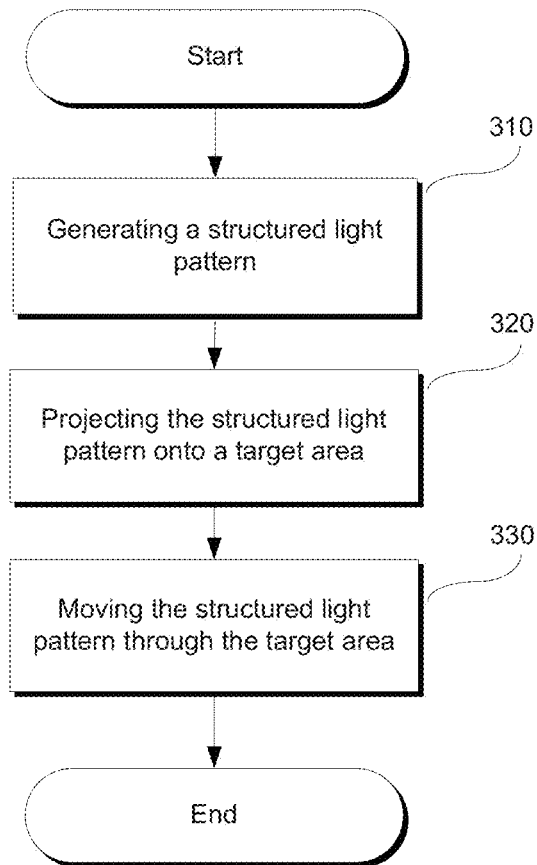 Start
310
Generating a structured light
pattern
320
Projecting the structured light
pattern onto a target area
330
Moving the structured light
pattern through the target area
End